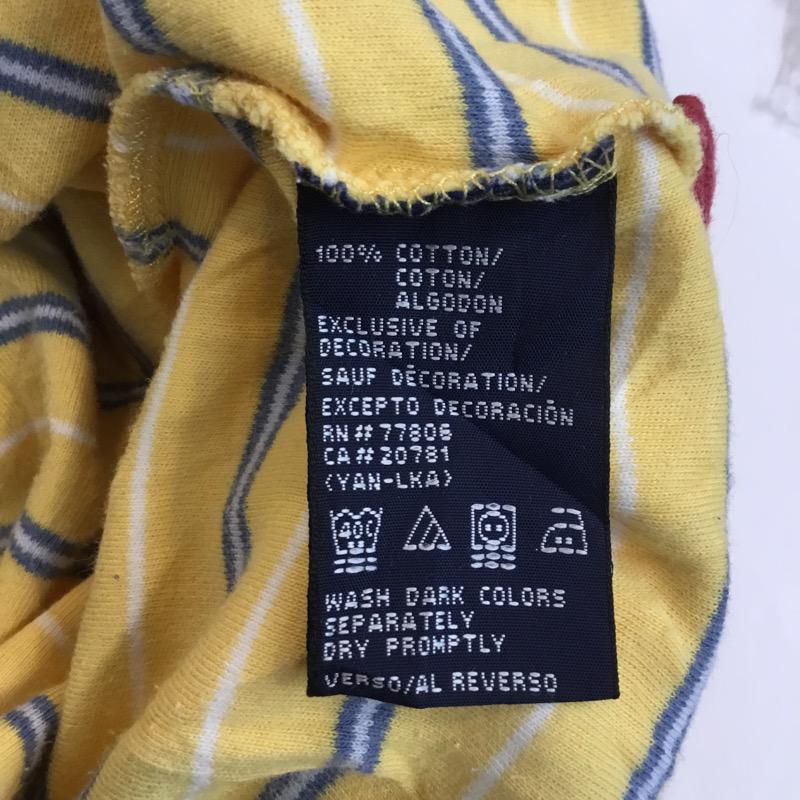 100% COTTON/
COTON/
ALGODON
EXCLUSIVE OF
DECORATION/
SAUF DÉCORATION/
EXCEPTO DECORACIÓN
RN# 77806
CA# 20781
(YAN-LKA)
40C
WASH DARK COLORS
SEPARATELY
DRY PROMPTLY
VERSO/AL REVERSO